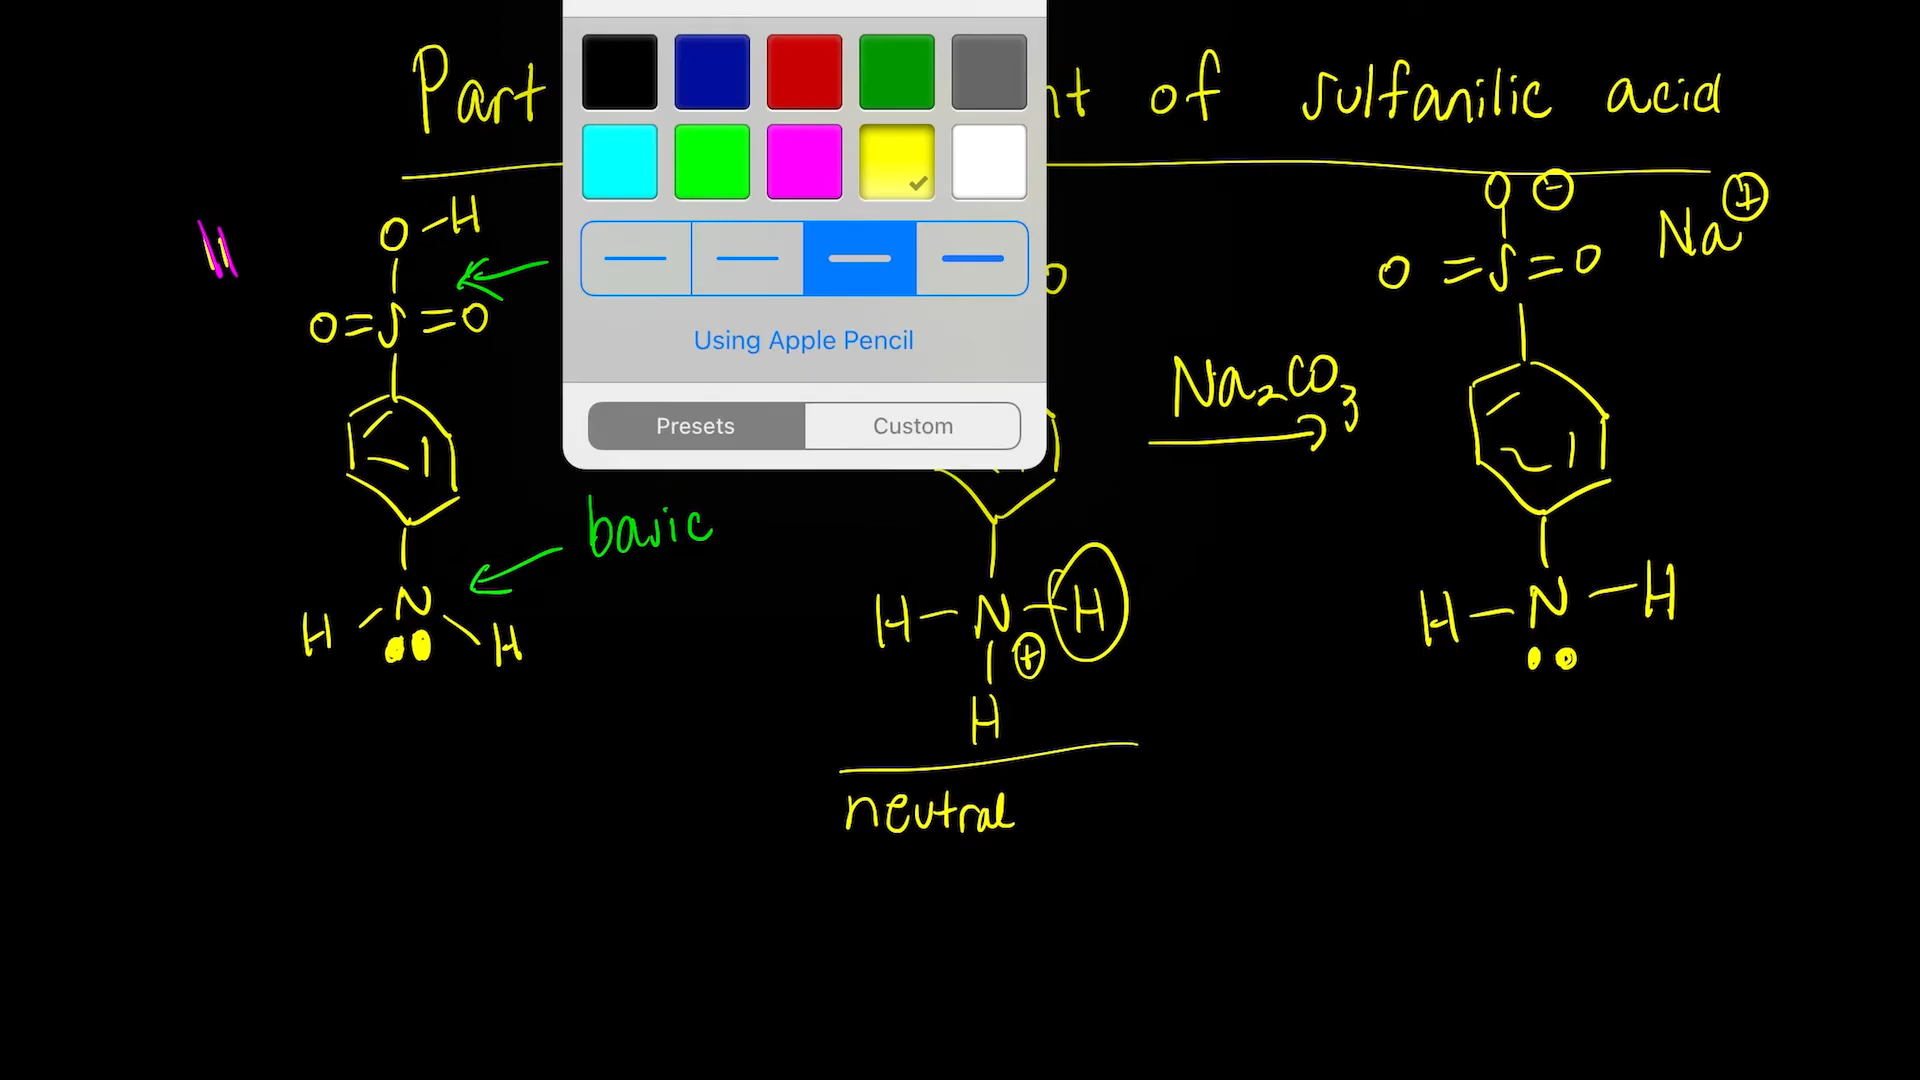 Part nt of sulfanilic acid
O-H
O=S=O
N
H H
basic
O
H-N-H
+
H
neutral
Na₂CO₃
O -
Na +
O=S=O
H-N-H
Using Apple Pencil
Presets Custom